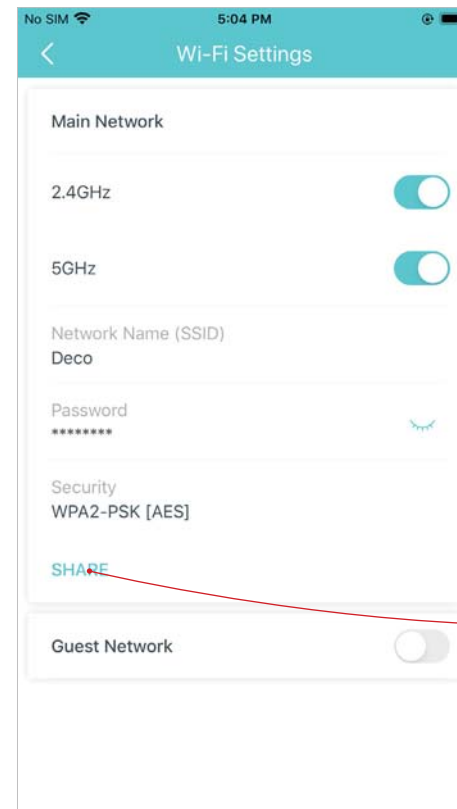 No SIM 5:04 PM
Wi-Fi Settings
Main Network
2.4GHz
5GHz
Network Name (SSID)
Deco
Password
********
Security
WPA2-PSK [AES]
SHARE
Guest Network